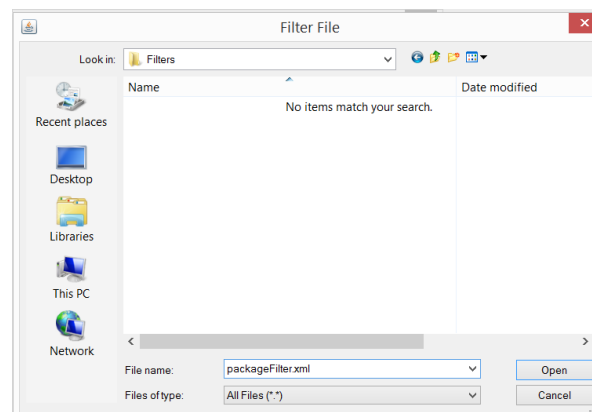 Filter File
Look in: Filters
Name Date modified
No items match your search.
Recent places
Desktop
Libraries
This PC
Network
File name: packageFilter.xml Open
Files of type: All Files (*.*) Cancel